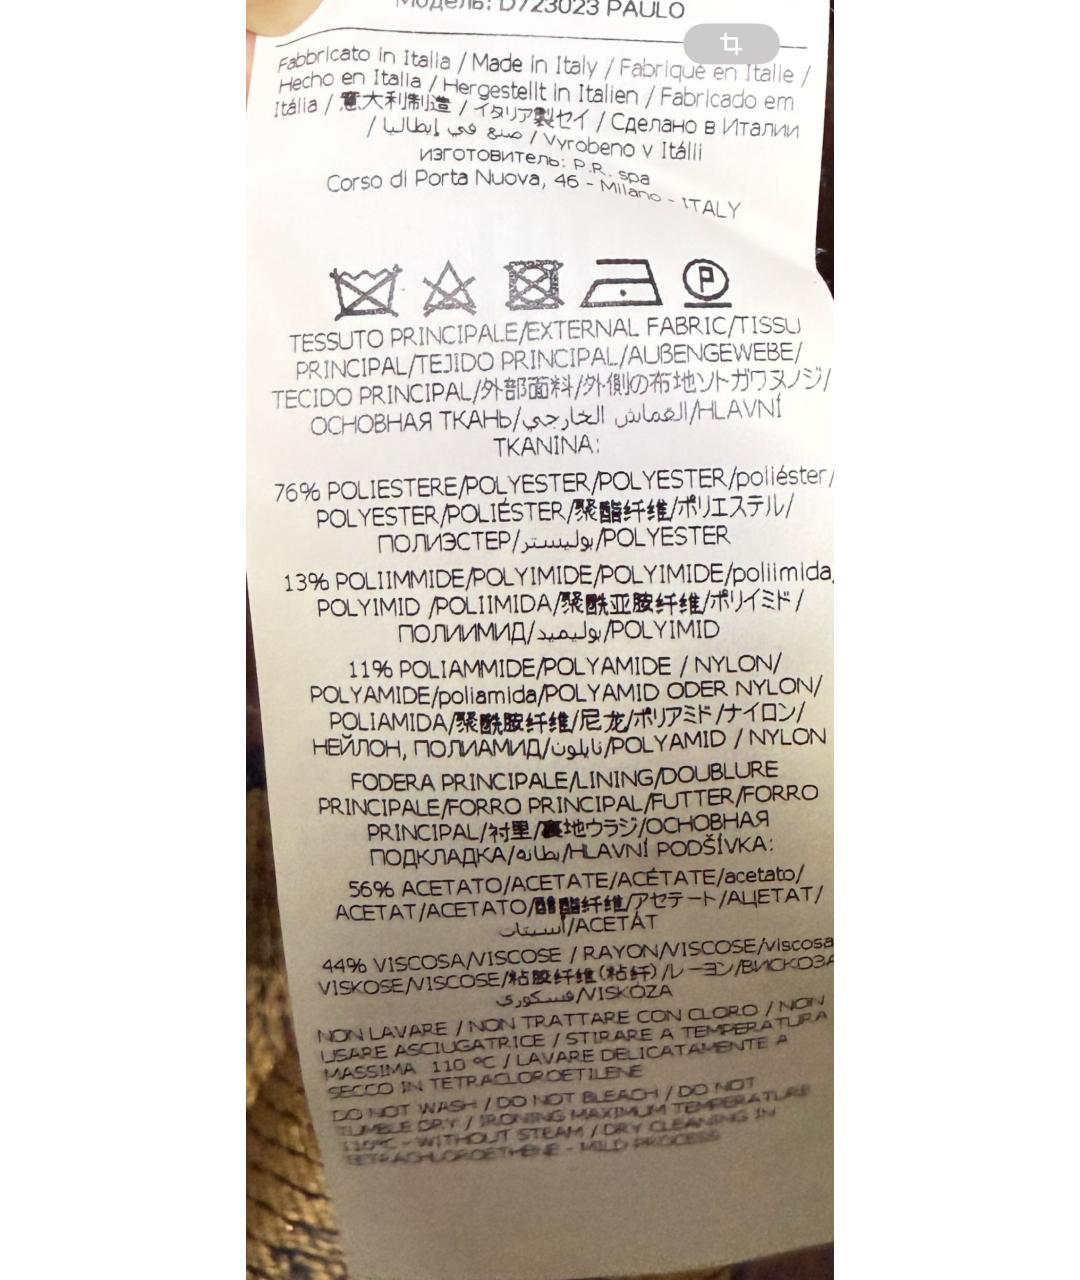 Модель: D723023 PAULO
Fabbricato in Italia / Made in Italy / Fabriqué en Italie /
Hecho en Italia / Hergestellt in Italien / Fabricado em
Itália / 意大利制造 / イタリア製セイ / Сделано в Италии
/ صنع في إيطاليا / Vyrobeno v Itálii
ИЗГОТОВИТЕЛЬ: P.R. spa
Corso di Porta Nuova, 46 - Milano - ITALY
P
TESSUTO PRINCIPALE/EXTERNAL FABRIC/TISSU
PRINCIPAL/TEJIDO PRINCIPAL/AUßENGEWEBE/
TECIDO PRINCIPAL/外部面料/外側の布地ソトガワヌノジ/
ОСНОВНАЯ ТКАНЬ/القماش الخارجي/HLAVNÍ
TKANINA:
76% POLIESTERE/POLYESTER/POLYESTER/poliéster/
POLYESTER/POLIÉSTER/聚酯纤维/ポリエステル/
ПОЛИЭСТЕР/بوليستر/POLYESTER
13% POLIIMMIDE/POLYIMIDE/POLYIMIDE/poliimida/
POLYIMID /POLIIMIDA/聚酰亚胺纤维/ポリイミド/
ПОЛИИМИД/بوليميد/POLYIMID
11% POLIAMMIDE/POLYAMIDE / NYLON/
POLYAMIDE/poliamida/POLYAMID ODER NYLON/
POLIAMIDA/聚酰胺纤维/尼龙/ポリアミド/ナイロン/
НЕЙЛОН, ПОЛИАМИД/نايلون/POLYAMID / NYLON
FODERA PRINCIPALE/LINING/DOUBLURE
PRINCIPALE/FORRO PRINCIPAL/FUTTER/FORRO
PRINCIPAL/衬里/裏地ウラジ/ОСНОВНАЯ
ПОДКЛАДКА/بطانه/HLAVNÍ PODŠÍVKA:
56% ACETATO/ACETATE/ACÉTATE/acetato/
ACETAT/ACETATO/醋酯纤维/アセテート/АЦЕТАТ/
أسيتات/ACETÁT
44% VISCOSA/VISCOSE / RAYON/VISCOSE/viscosa
VISKOSE/VISCOSE/粘胶纤维(粘纤)/レーヨン/ВИСКОЗА
فسكوري/VISKÓZA
NON LAVARE / NON TRATTARE CON CLORO / NON
USARE ASCIUGATRICE / STIRARE A TEMPERATURA
MASSIMA 110 °C / LAVARE DELICATAMENTE A
SECCO IN TETRACLOROETILENE
DO NOT WASH / DO NOT BLEACH / DO NOT
TUMBLE DRY / IRONING MAXIMUM TEMPERATURE
110°C - WITHOUT STEAM / DRY CLEANING IN
TETRACHLOROETHENE - MILD PROCESS